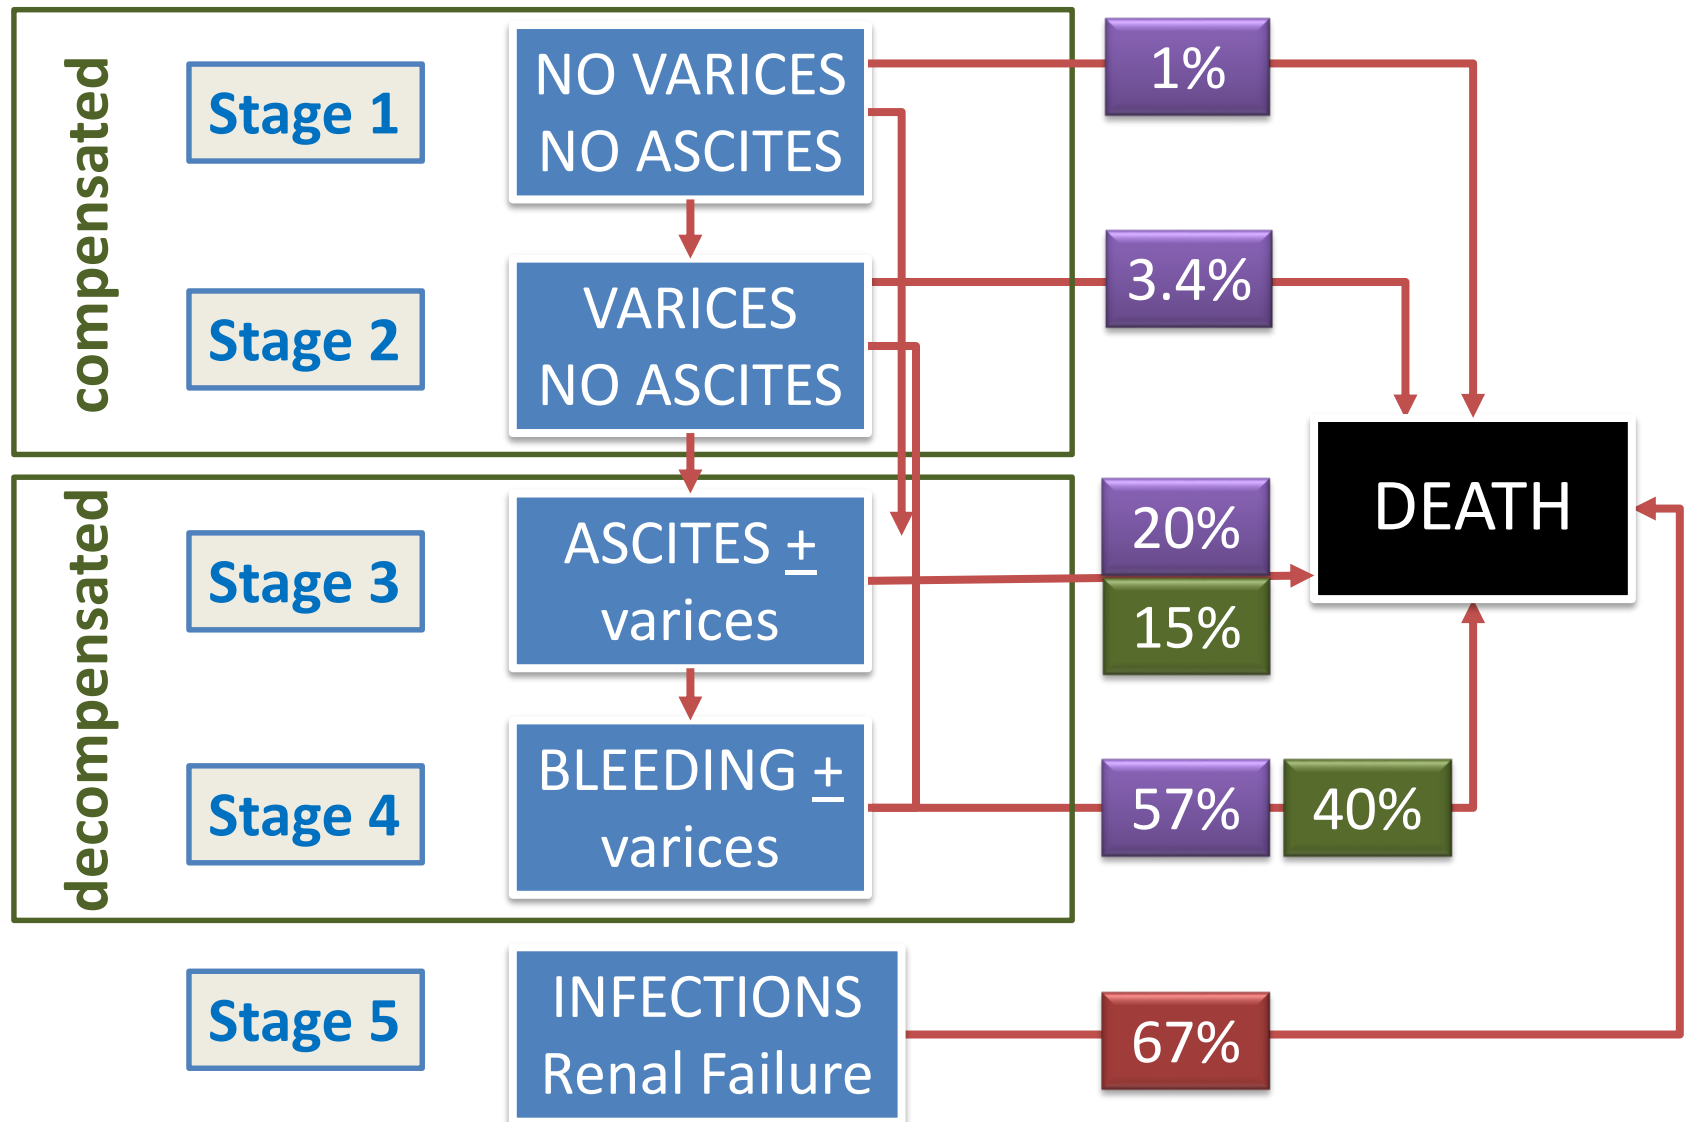 compensated
Stage 1
NO VARICES
NO ASCITES
1%
Stage 2
VARICES
NO ASCITES
3.4%
DEATH
decompensated
Stage 3
ASCITES ±
varices
20%
15%
Stage 4
BLEEDING ±
varices
57%
40%
Stage 5
INFECTIONS
Renal Failure
67%